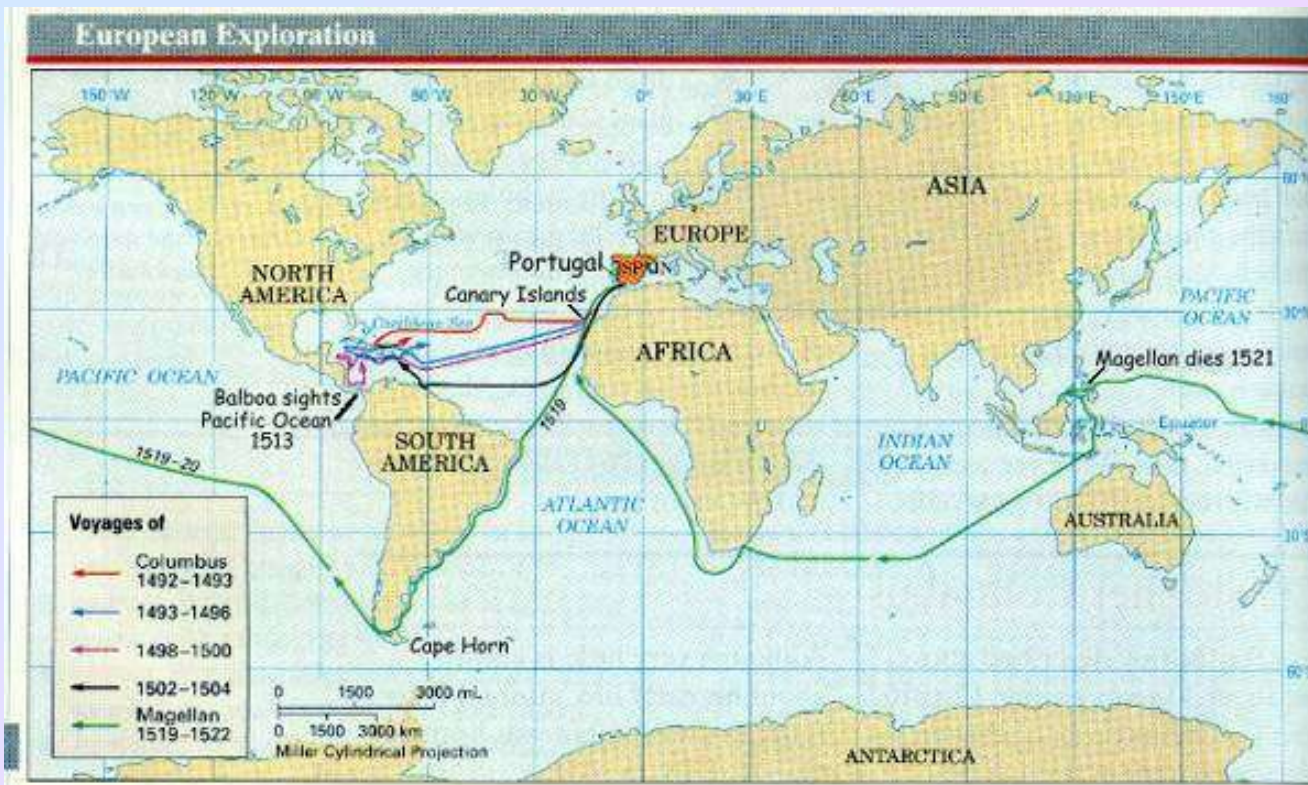 European Exploration
150°W
120°W
90°W
60°W
30°W
0°
30°E
60°E
90°E
120°E
150°E
180°
60°
ASIA
EUROPE
Portugal
SPAIN
NORTH
AMERICA
Canary Islands
Caribbean Sea
PACIFIC
OCEAN
30°
AFRICA
Magellan dies 1521
PACIFIC OCEAN
Balboa sights
Pacific Ocean
1513
1519
Equator
SOUTH
AMERICA
INDIAN
OCEAN
1519-20
ATLANTIC
OCEAN
AUSTRALIA
30°S
Voyages of
Columbus
1492-1493
1493-1496
1498-1500
1502-1504
Magellan
1519-1522
Cape Horn
60°
0 1500 3000 mi.
0 1500 3000 km
Miller Cylindrical Projection
ANTARCTICA